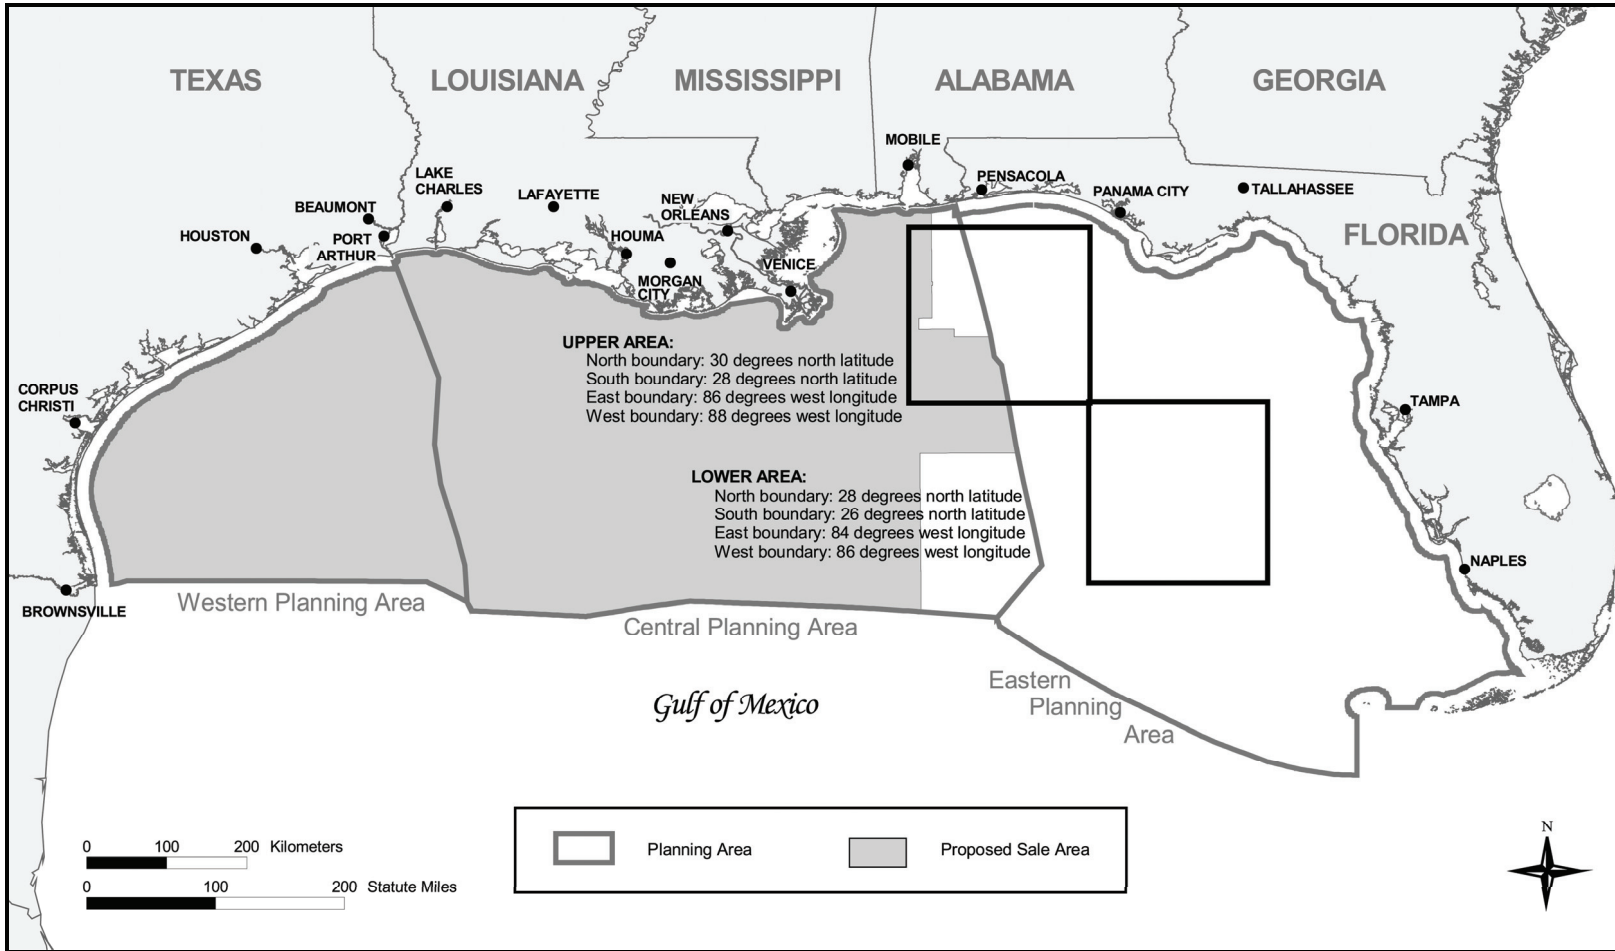 TEXAS
LOUISIANA
MISSISSIPPI
ALABAMA
GEORGIA
MOBILE
LAKE
CHARLES
LAFAYETTE
NEW
ORLEANS
PENSACOLA
PANAMA CITY
TALLAHASSEE
BEAUMONT
HOUSTON
PORT
ARTHUR
HOUMA
MORGAN
CITY
VENICE
FLORIDA
UPPER AREA:
North boundary: 30 degrees north latitude
South boundary: 28 degrees north latitude
East boundary: 86 degrees west longitude
West boundary: 88 degrees west longitude
CORPUS
CHRISTI
TAMPA
LOWER AREA:
North boundary: 28 degrees north latitude
South boundary: 26 degrees north latitude
East boundary: 84 degrees west longitude
West boundary: 86 degrees west longitude
NAPLES
BROWNSVILLE
Western Planning Area
Central Planning Area
Eastern
Planning
Area
Gulf of Mexico
0 100 200 Kilometers
0 100 200 Statute Miles
Planning Area
Proposed Sale Area
N